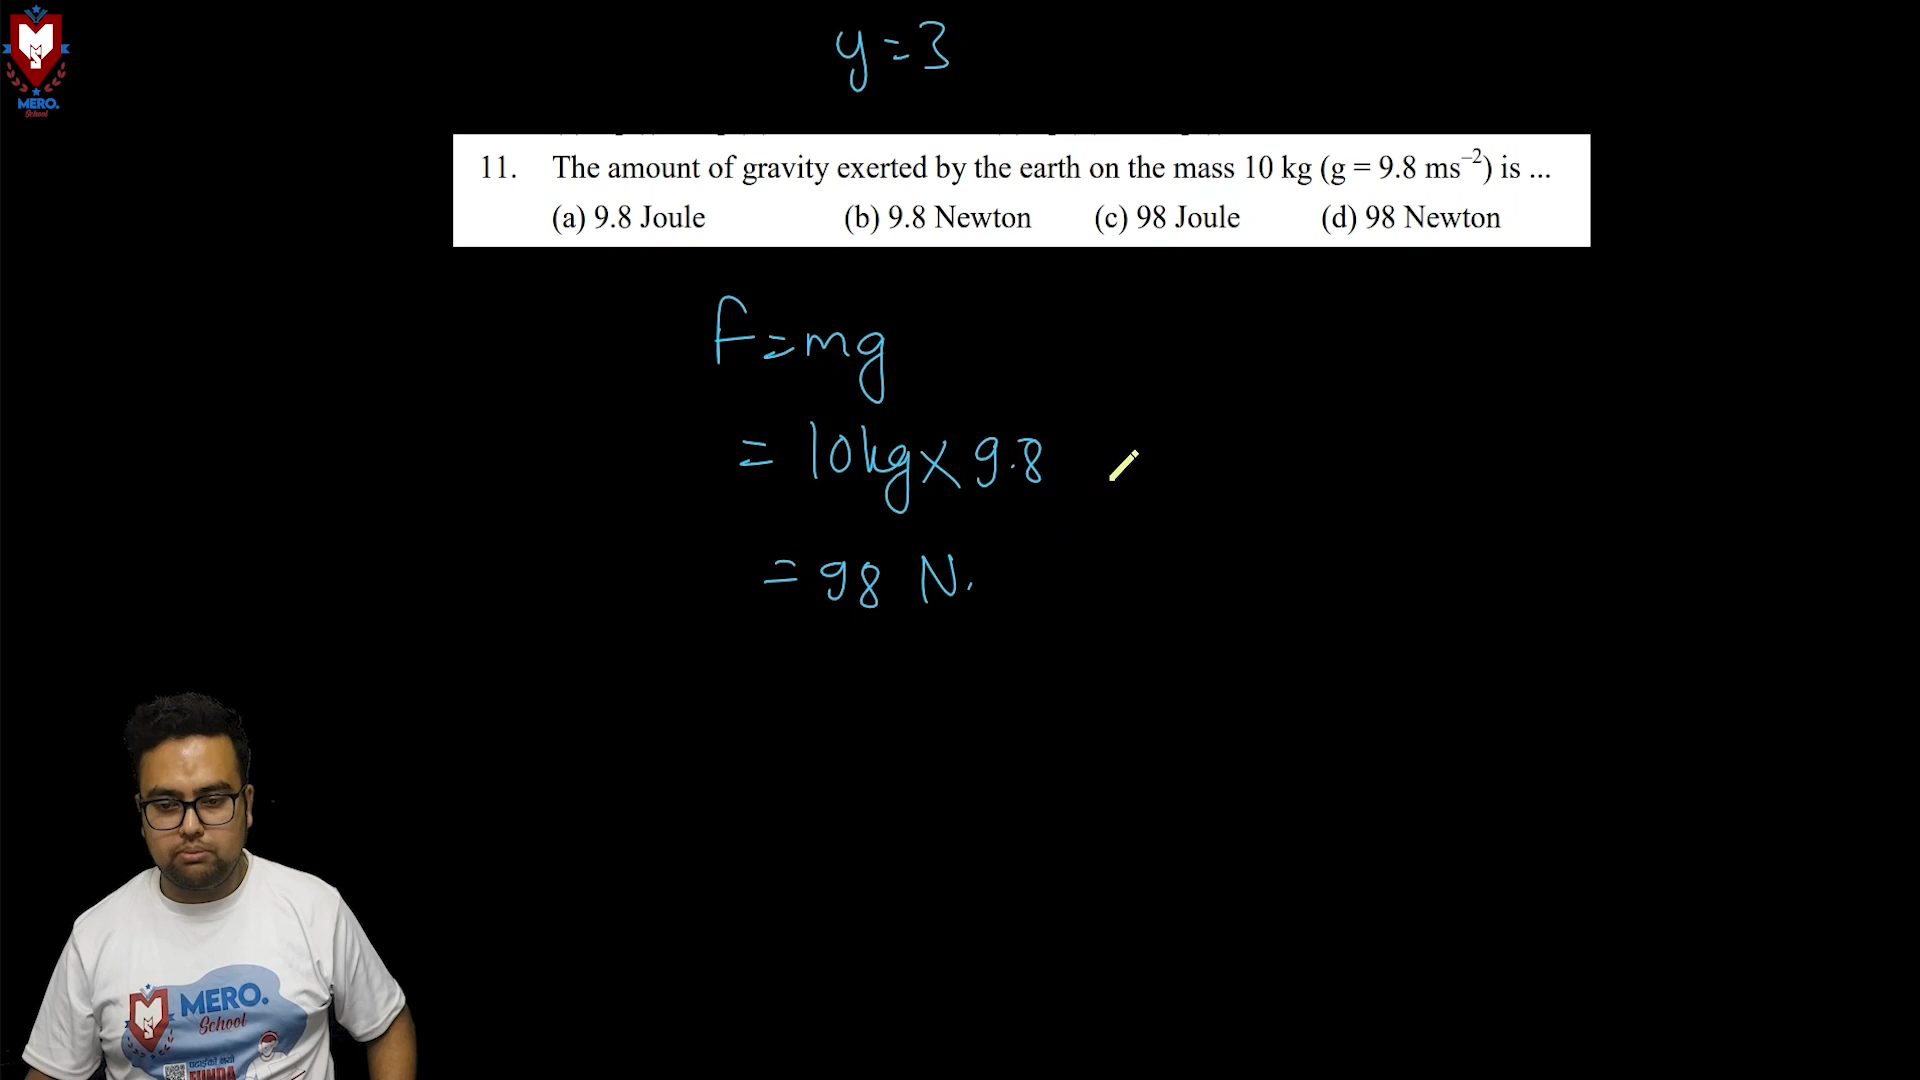 MERO.
School
y = 3
11. The amount of gravity exerted by the earth on the mass 10 kg (g = 9.8 ms⁻²) is ...
(a) 9.8 Joule (b) 9.8 Newton (c) 98 Joule (d) 98 Newton
F = mg
= 10kg × 9.8
= 98 N.
MERO.
School
FUNDA